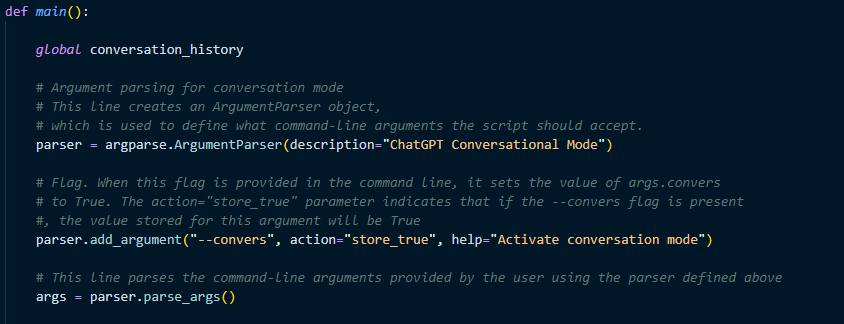 def main():
global conversation_history
# Argument parsing for conversation mode
# This line creates an ArgumentParser object,
# which is used to define what command-line arguments the script should accept.
parser = argparse.ArgumentParser(description="ChatGPT Conversational Mode")
# Flag. When this flag is provided in the command line, it sets the value of args.convers
# to True. The action="store_true" parameter indicates that if the --convers flag is present
#, the value stored for this argument will be True
parser.add_argument("--convers", action="store_true", help="Activate conversation mode")
# This line parses the command-line arguments provided by the user using the parser defined above
args = parser.parse_args()